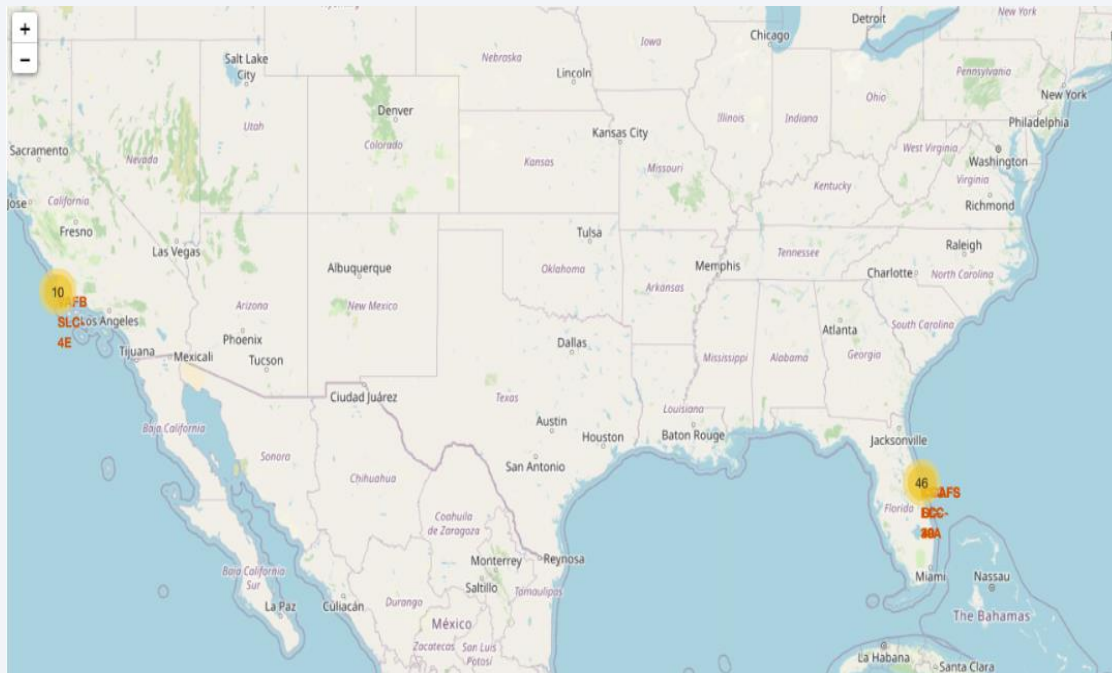 +
−
Salt Lake
City
Sacramento
Nevada
Utah
Denver
Colorado
Nebraska
Lincoln
Iowa
Chicago
Detroit
New York
Pennsylvania
New York
Philadelphia
Ohio
Illinois
Indiana
Kansas City
Kansas
Missouri
West Virginia
Washington
Virginia
Richmond
Kentucky
Jose
California
Fresno
Las Vegas
Albuquerque
New Mexico
Arizona
Phoenix
Tucson
Tulsa
Oklahoma
Arkansas
Memphis
Tennessee
Raleigh
Charlotte
North Carolina
South Carolina
Atlanta
Georgia
Alabama
Mississippi
10
AFB
SLC-
4E
Los Angeles
Tijuana
Mexicali
Dallas
Texas
Ciudad Juárez
Austin
Houston
San Antonio
Louisiana
Baton Rouge
Jacksonville
46
AFS
Florida
Miami
Nassau
The Bahamas
Baja California
Sonora
Chihuahua
Coahuila
de Zaragoza
Monterrey
Reynosa
Saltillo
Tamaulipas
Baja California
Sur
La Paz
Culiacán
Durango
México
Zacatecas
San Luis
Potosí
La Habana
Santa Clara